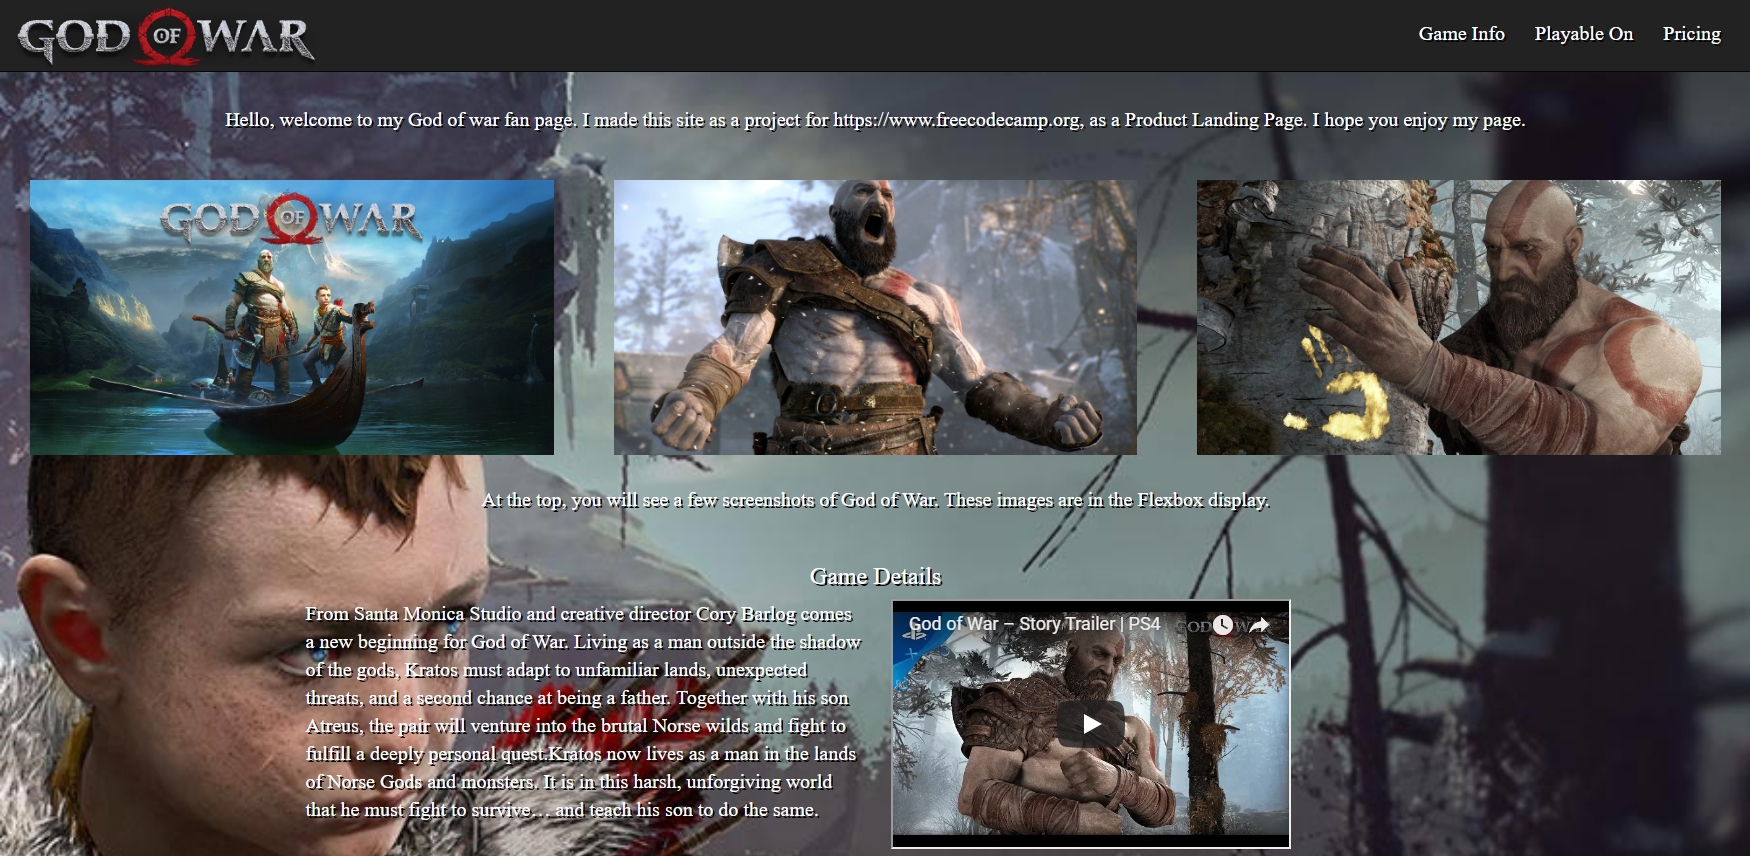 GOD OF WAR
Game Info Playable On Pricing
Hello, welcome to my God of war fan page. I made this site as a project for https://www.freecodecamp.org, as a Product Landing Page. I hope you enjoy my page.
GOD OF WAR
At the top, you will see a few screenshots of God of War. These images are in the Flexbox display.
Game Details
From Santa Monica Studio and creative director Cory Barlog comes
a new beginning for God of War. Living as a man outside the shadow
of the gods, Kratos must adapt to unfamiliar lands, unexpected
threats, and a second chance at being a father. Together with his son
Atreus, the pair will venture into the brutal Norse wilds and fight to
fulfill a deeply personal quest.Kratos now lives as a man in the lands
of Norse Gods and monsters. It is in this harsh, unforgiving world
that he must fight to survive… and teach his son to do the same.
God of War – Story Trailer | PS4